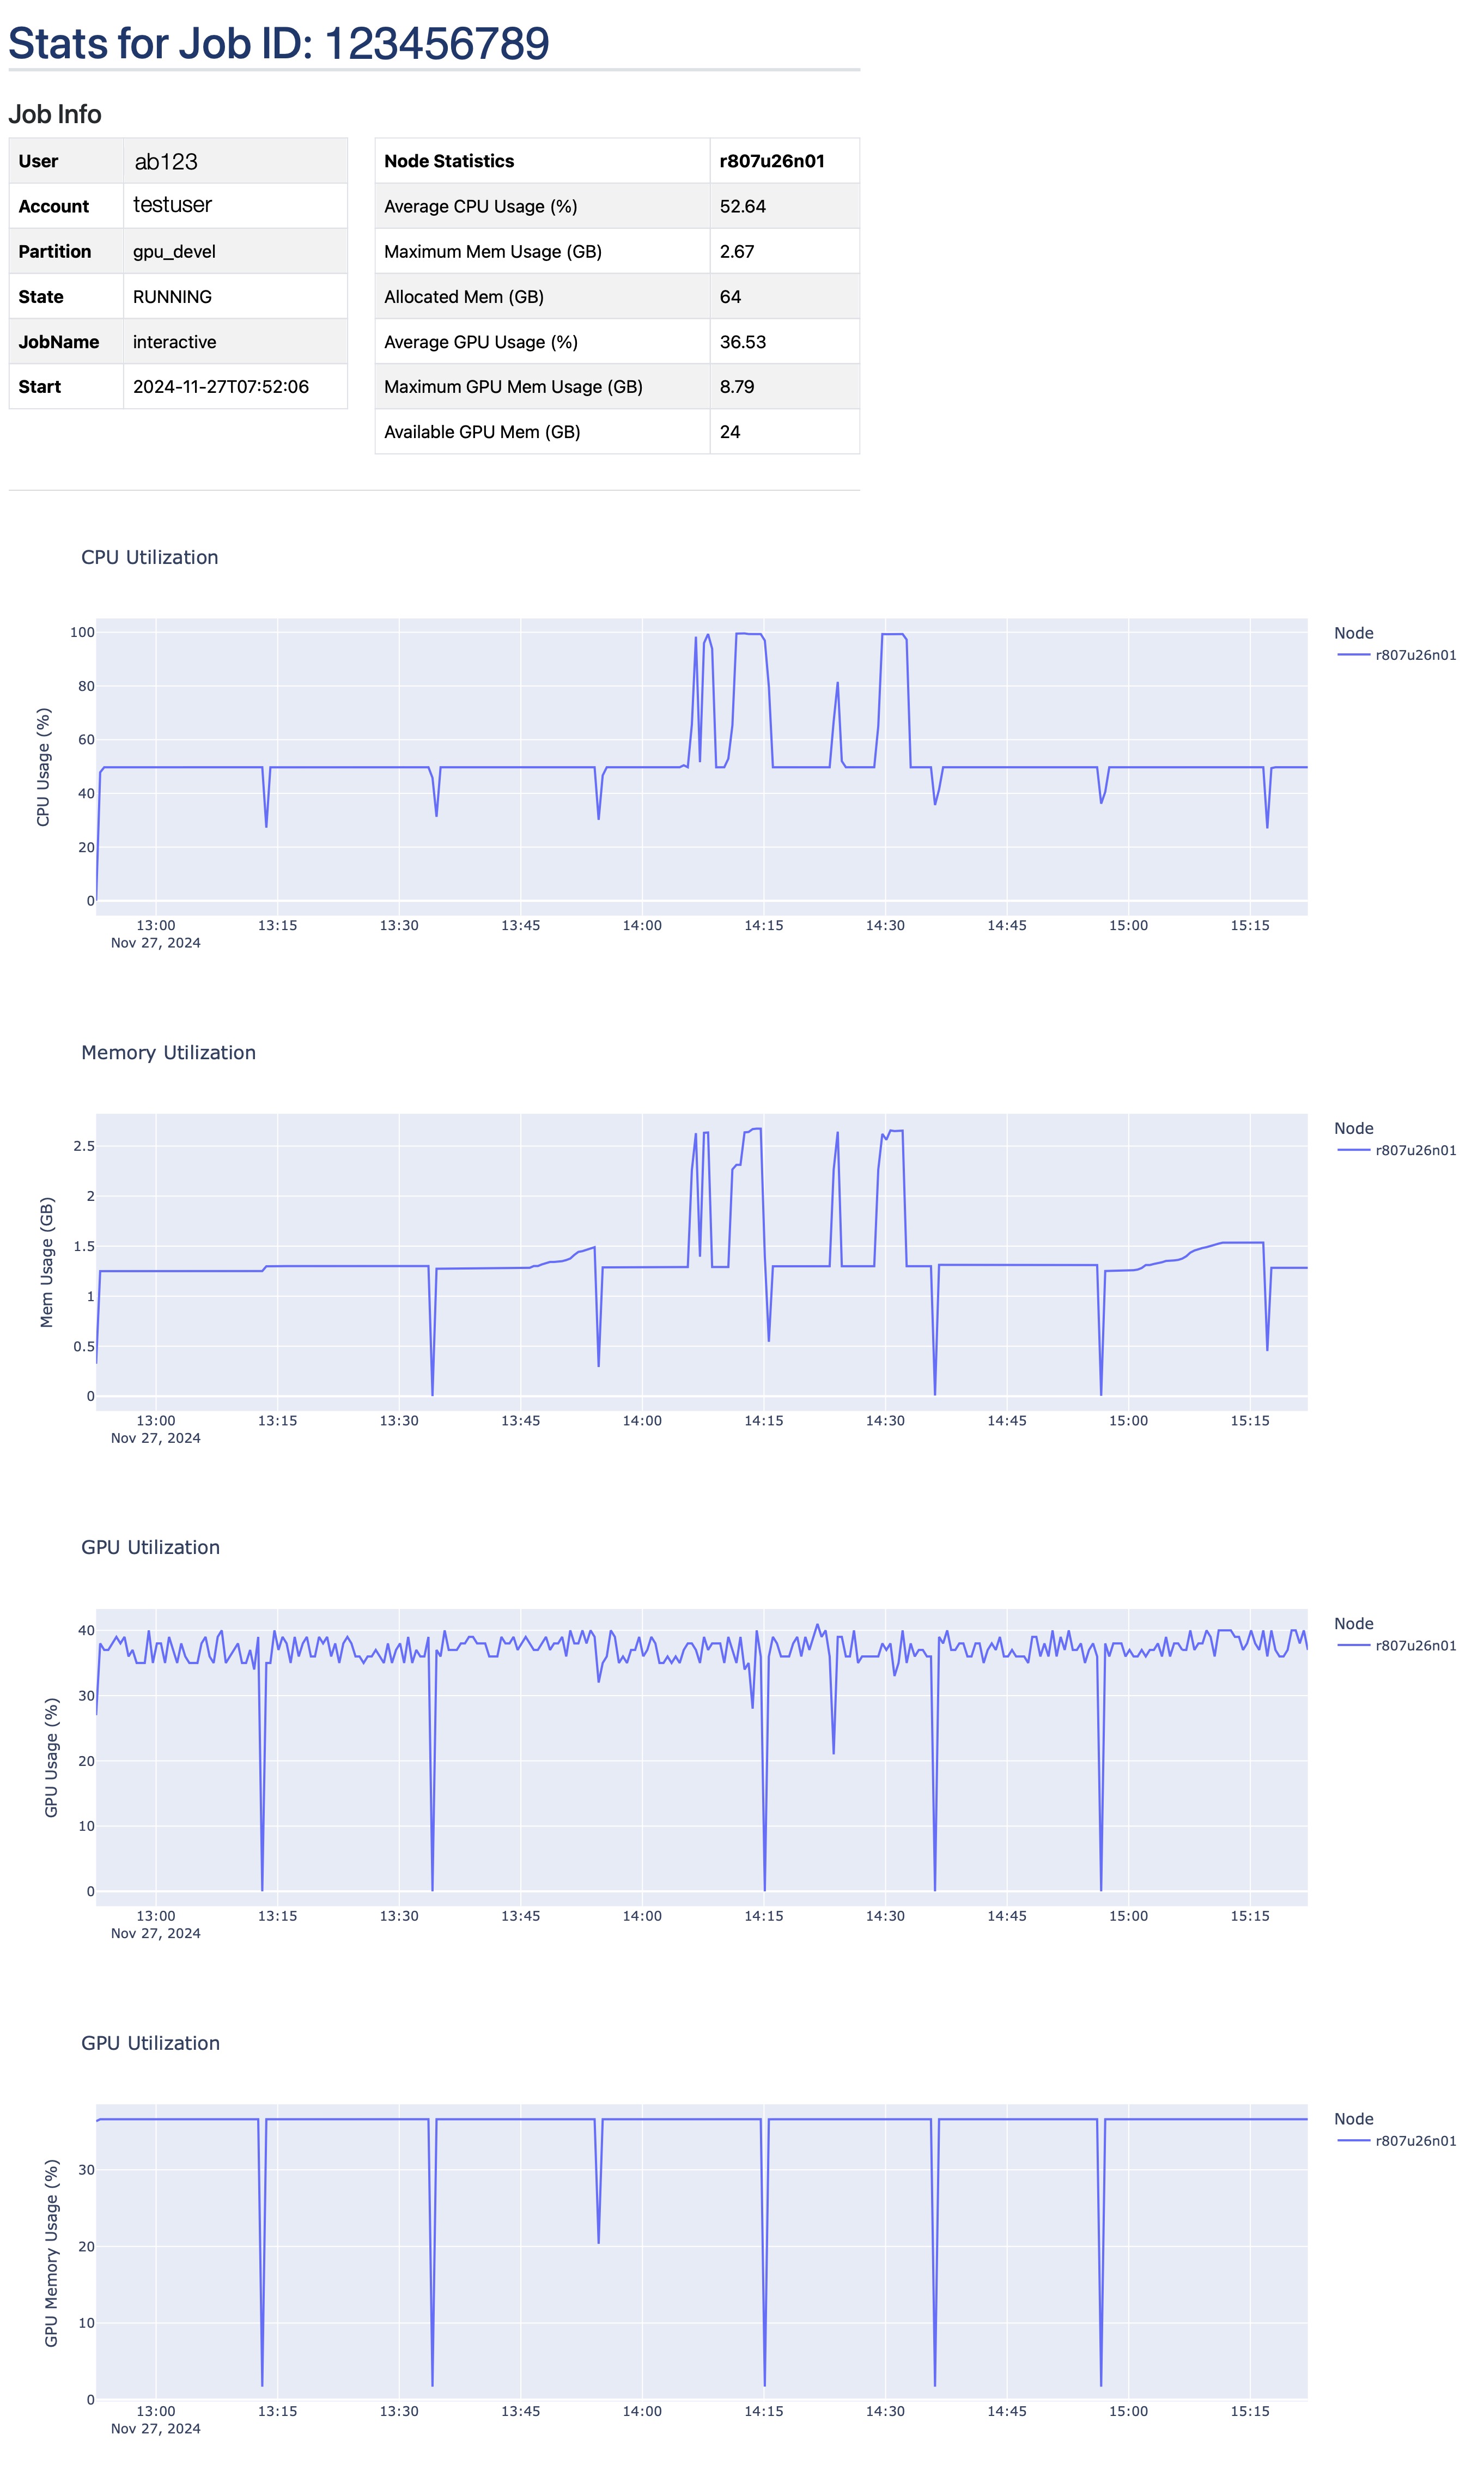 Stats for Job ID: 123456789
Job Info
User ab123
Account testuser
Partition gpu_devel
State RUNNING
JobName interactive
Start 2024-11-27T07:52:06
Node Statistics r807u26n01
Average CPU Usage (%) 52.64
Maximum Mem Usage (GB) 2.67
Allocated Mem (GB) 64
Average GPU Usage (%) 36.53
Maximum GPU Mem Usage (GB) 8.79
Available GPU Mem (GB) 24
CPU Utilization
CPU Usage (%)
100
80
60
40
20
0
13:00 13:15 13:30 13:45 14:00 14:15 14:30 14:45 15:00 15:15
Nov 27, 2024
Node
r807u26n01
Memory Utilization
Mem Usage (GB)
2.5
2
1.5
1
0.5
0
13:00 13:15 13:30 13:45 14:00 14:15 14:30 14:45 15:00 15:15
Nov 27, 2024
Node
r807u26n01
GPU Utilization
GPU Usage (%)
40
30
20
10
0
13:00 13:15 13:30 13:45 14:00 14:15 14:30 14:45 15:00 15:15
Nov 27, 2024
Node
r807u26n01
GPU Utilization
GPU Memory Usage (%)
30
20
10
0
13:00 13:15 13:30 13:45 14:00 14:15 14:30 14:45 15:00 15:15
Nov 27, 2024
Node
r807u26n01